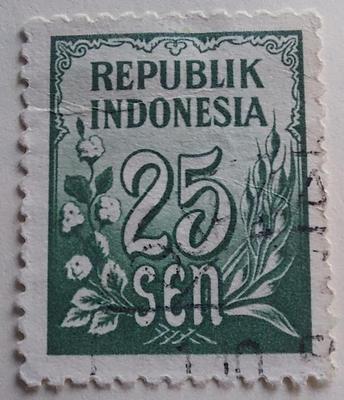 REPUBLIK
INDONESIA
25
sen